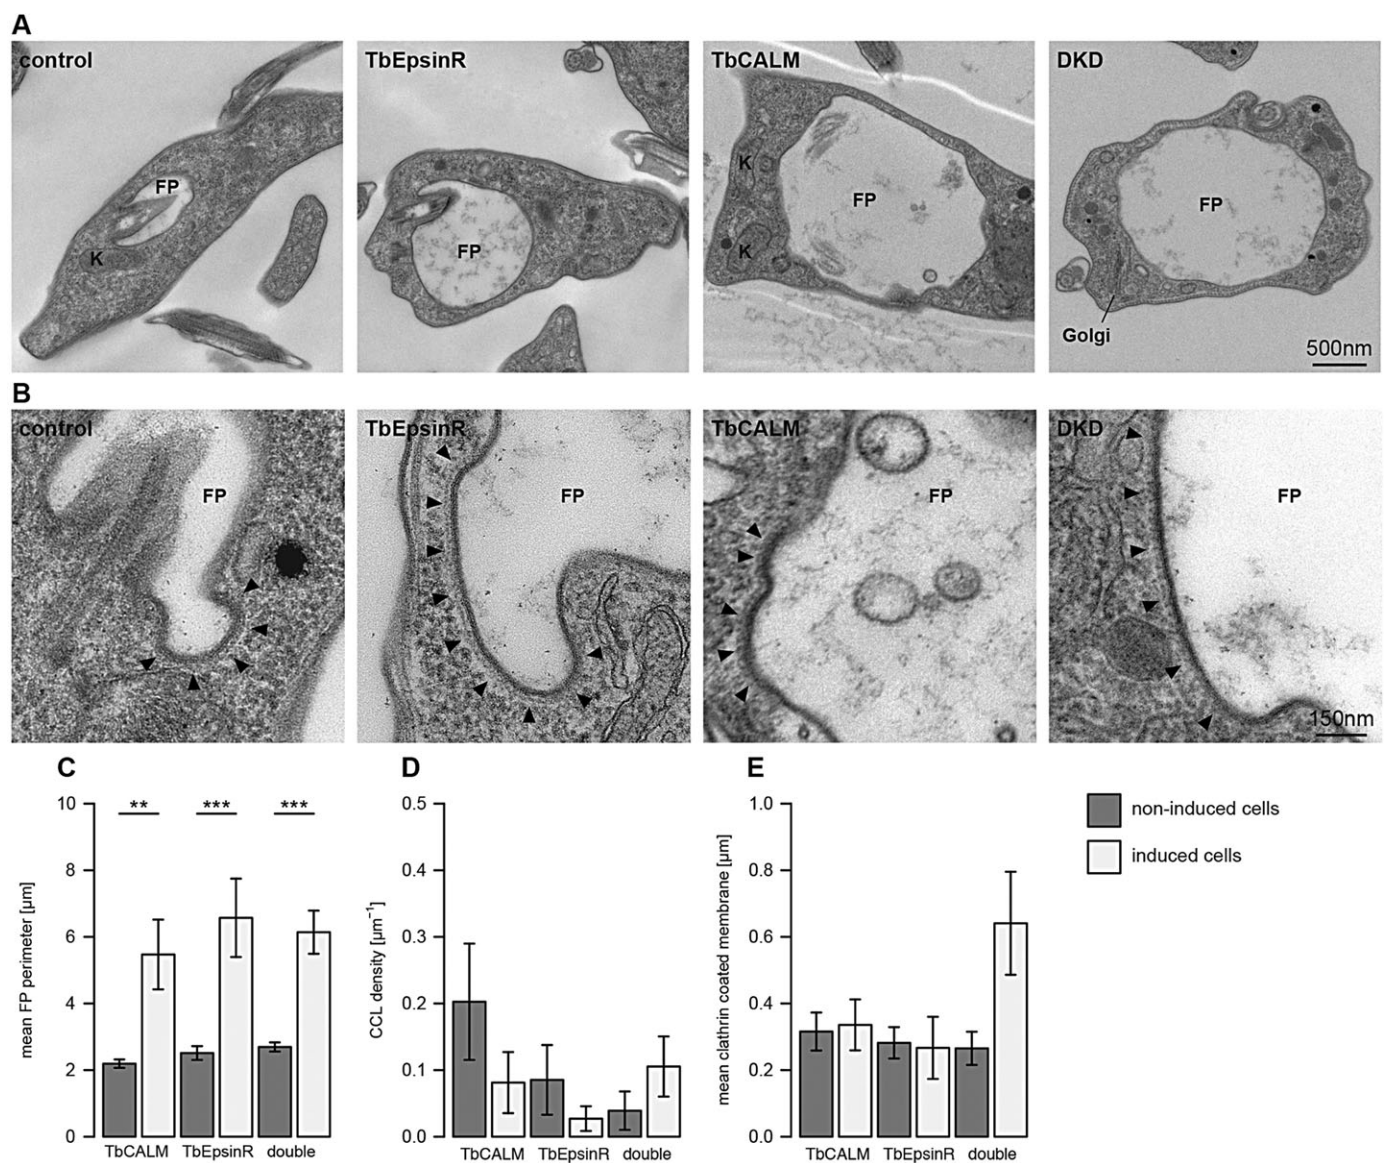 A
control TbEpsinR TbCALM DKD
FP FP FP FP
K K K
Golgi
500nm
B
control TbEpsinR TbCALM DKD
FP FP FP FP
150nm
C
mean FP perimeter [µm]
10
8
6
4
2
0
** *** ***
TbCALM TbEpsinR double
D
CCL density [µm⁻¹]
0.5
0.4
0.3
0.2
0.1
0.0
TbCALM TbEpsinR double
E
mean clathrin coated membrane [µm]
1.0
0.8
0.6
0.4
0.2
0.0
TbCALM TbEpsinR double
non-induced cells
induced cells